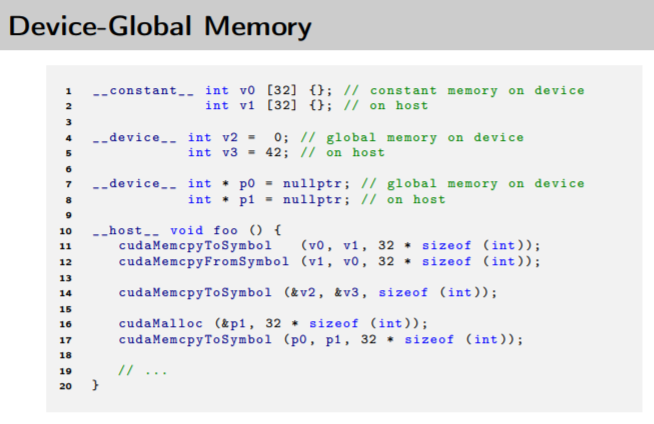 Device-Global Memory
1 __constant__ int v0 [32] {}; // constant memory on device
2 int v1 [32] {}; // on host
3
4 __device__ int v2 = 0; // global memory on device
5 int v3 = 42; // on host
6
7 __device__ int * p0 = nullptr; // global memory on device
8 int * p1 = nullptr; // on host
9
10 __host__ void foo () {
11 cudaMemcpyToSymbol (v0, v1, 32 * sizeof (int));
12 cudaMemcpyFromSymbol (v1, v0, 32 * sizeof (int));
13
14 cudaMemcpyToSymbol (&v2, &v3, sizeof (int));
15
16 cudaMalloc (&p1, 32 * sizeof (int));
17 cudaMemcpyToSymbol (p0, p1, 32 * sizeof (int));
18
19 // ...
20 }